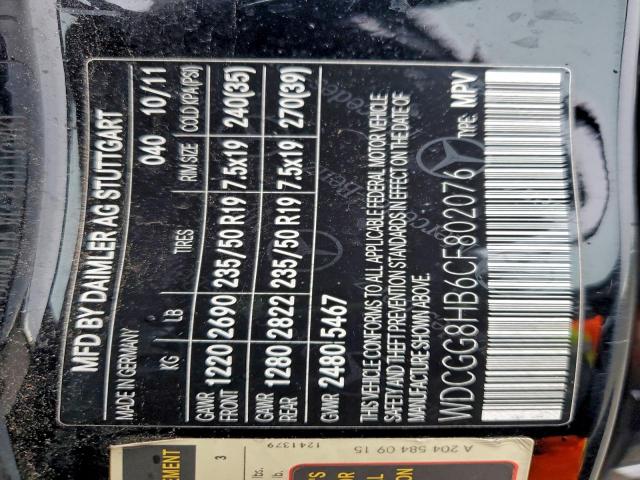 MFD BY DAIMLER AG STUTTGART
MADE IN GERMANY 040 10/11
KG LB TIRES RIM SIZE COLD KPA(PSI)
GAWR FRONT 1220 2690 235/50 R19 7.5x19 240(35)
GAWR REAR 1280 2822 235/50 R19 7.5x19 270(39)
GVWR 2480 5467
THIS VEHICLE CONFORMS TO ALL APPLICABLE FEDERAL MOTOR VEHICLE
SAFETY AND THEFT PREVENTION STANDARDS IN EFFECT ON THE DATE OF
MANUFACTURE SHOWN ABOVE.
WDCGG8HB6CF802076 TYPE: MPV
A 204 584 09 15
1241379
3